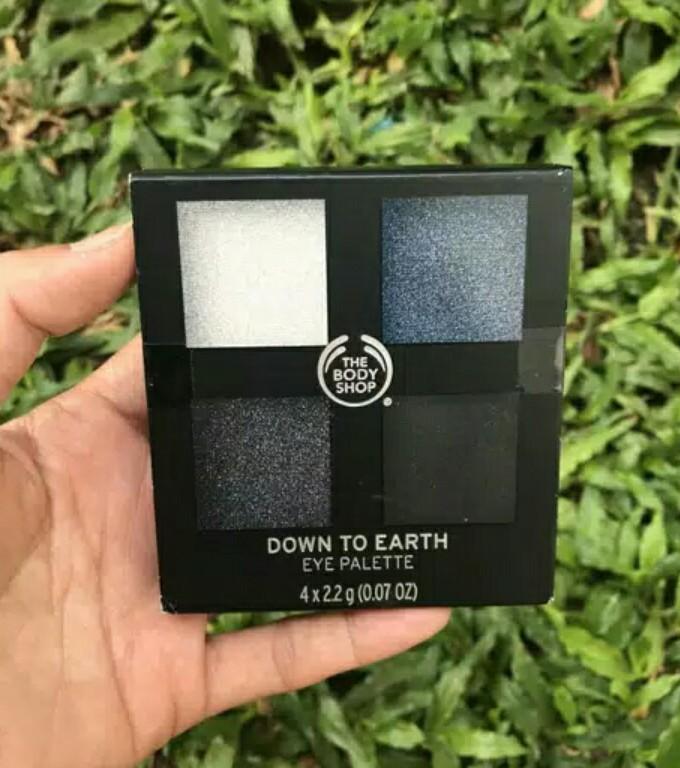 THE
BODY
SHOP
DOWN TO EARTH
EYE PALETTE
4 x 2.2 g (0.07 OZ)